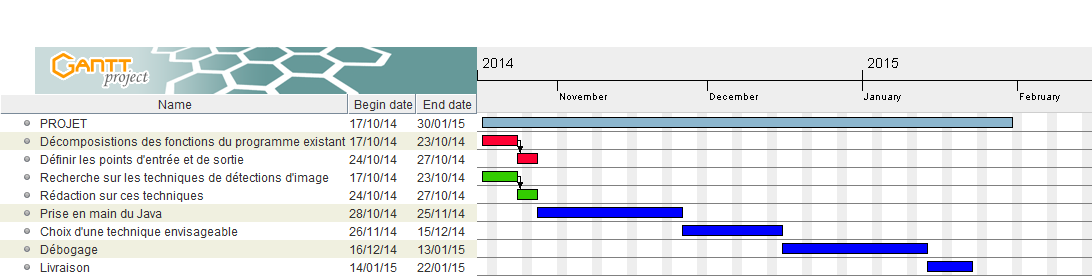 GANTT project
2014 2015
November December January February
Name Begin date End date
PROJET 17/10/14 30/01/15
Décomposistions des fonctions du programme existant 17/10/14 23/10/14
Définir les points d'entrée et de sortie 24/10/14 27/10/14
Recherche sur les techniques de détections d'image 17/10/14 23/10/14
Rédaction sur ces techniques 24/10/14 27/10/14
Prise en main du Java 28/10/14 25/11/14
Choix d'une technique envisageable 26/11/14 15/12/14
Débogage 16/12/14 13/01/15
Livraison 14/01/15 22/01/15